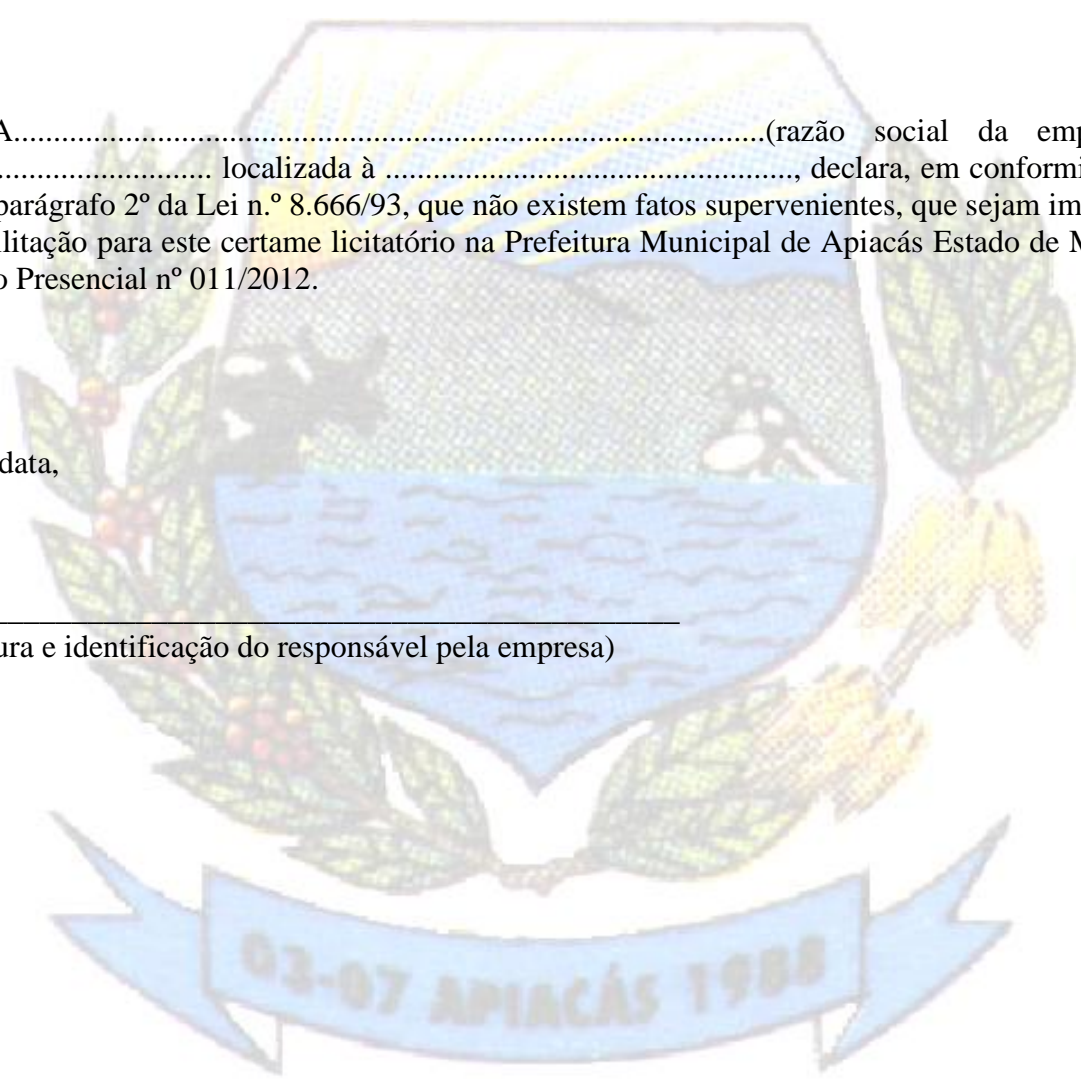 A...............................................................................................(razão social da emp
........................... localizada à ...................................................., declara, em conformi
parágrafo 2º da Lei n.º 8.666/93, que não existem fatos supervenientes, que sejam im
ilitação para este certame licitatório na Prefeitura Municipal de Apiacás Estado de M
o Presencial nº 011/2012.
data,
ura e identificação do responsável pela empresa)
03-07 APIACÁS 1988